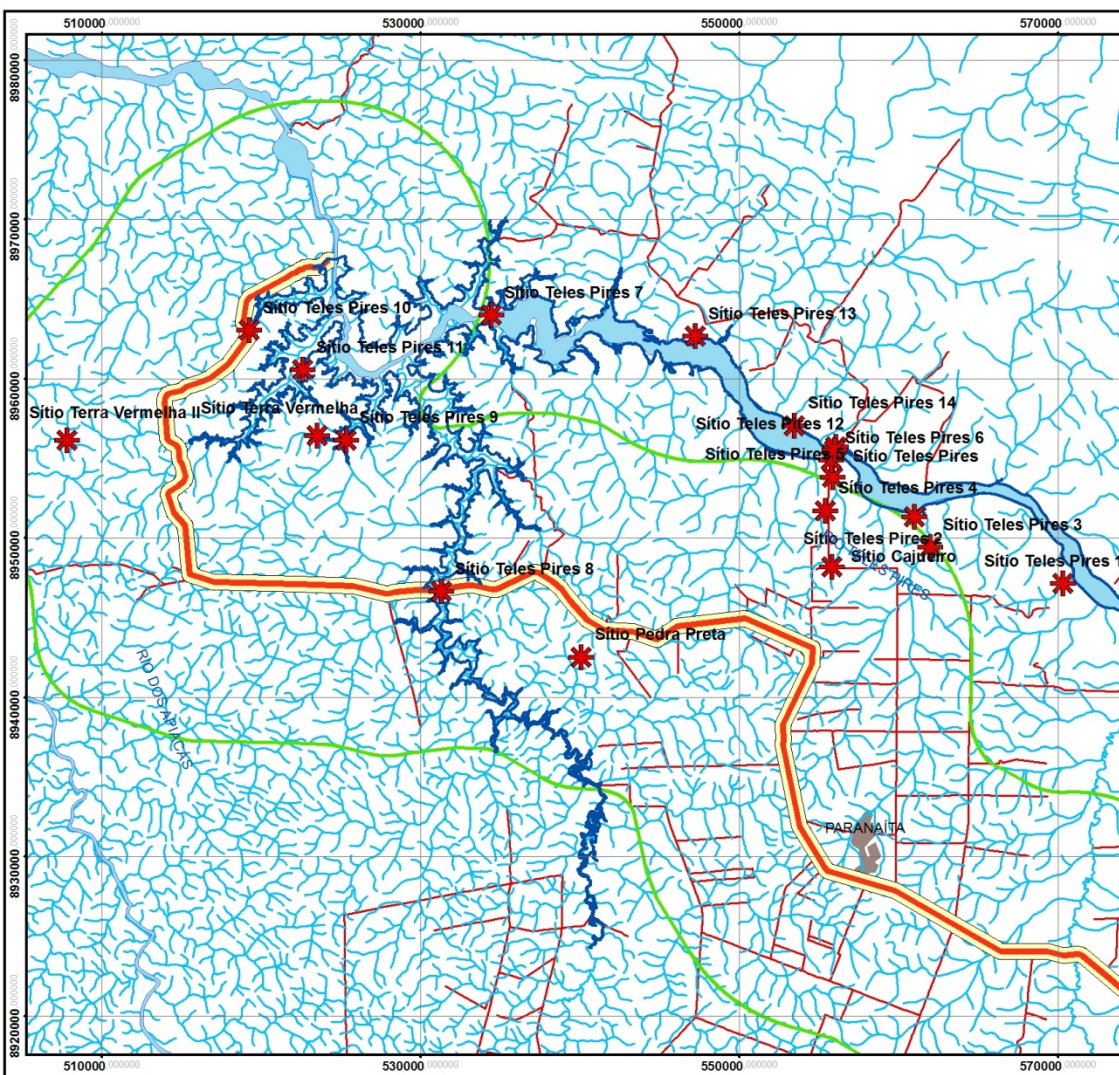 510000.000000
530000.000000
550000.000000
570000.000000
8980000.000000
8970000.000000
Sítio Teles Pires 7
Sítio Teles Pires 10
Sítio Teles Pires 13
Sítio Teles Pires 11
8960000.000000
Sítio Terra Vermelha II
Sítio Terra Vermelha
Sítio Teles Pires 9
Sítio Teles Pires 14
Sítio Teles Pires 12
Sítio Teles Pires 6
Sítio Teles Pires 5
Sítio Teles Pires
Sítio Teles Pires 4
8950000.000000
Sítio Teles Pires 3
Sítio Teles Pires 2
Sítio Cajueiro
Sítio Teles Pires 1
TELES PIRES
Sítio Teles Pires 8
Sítio Pedra Preta
8940000.000000
RIO DOS APIACÁS
PARANAÍTA
8930000.000000
8920000.000000
510000.000000
530000.000000
550000.000000
570000.000000